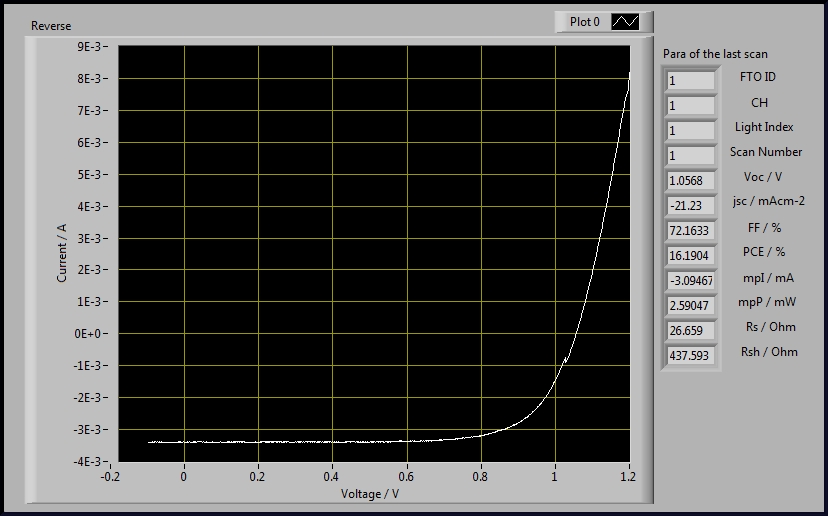 Reverse
Plot 0
9E-3
8E-3
7E-3
6E-3
5E-3
4E-3
3E-3
2E-3
1E-3
0E+0
-1E-3
-2E-3
-3E-3
-4E-3
Current / A
-0.2 0 0.2 0.4 0.6 0.8 1 1.2
Voltage / V
Para of the last scan
1 FTO ID
1 CH
1 Light Index
1 Scan Number
1.0568 Voc / V
-21.23 jsc / mAcm-2
72.1633 FF / %
16.1904 PCE / %
-3.09467 mpI / mA
2.59047 mpP / mW
26.659 Rs / Ohm
437.593 Rsh / Ohm